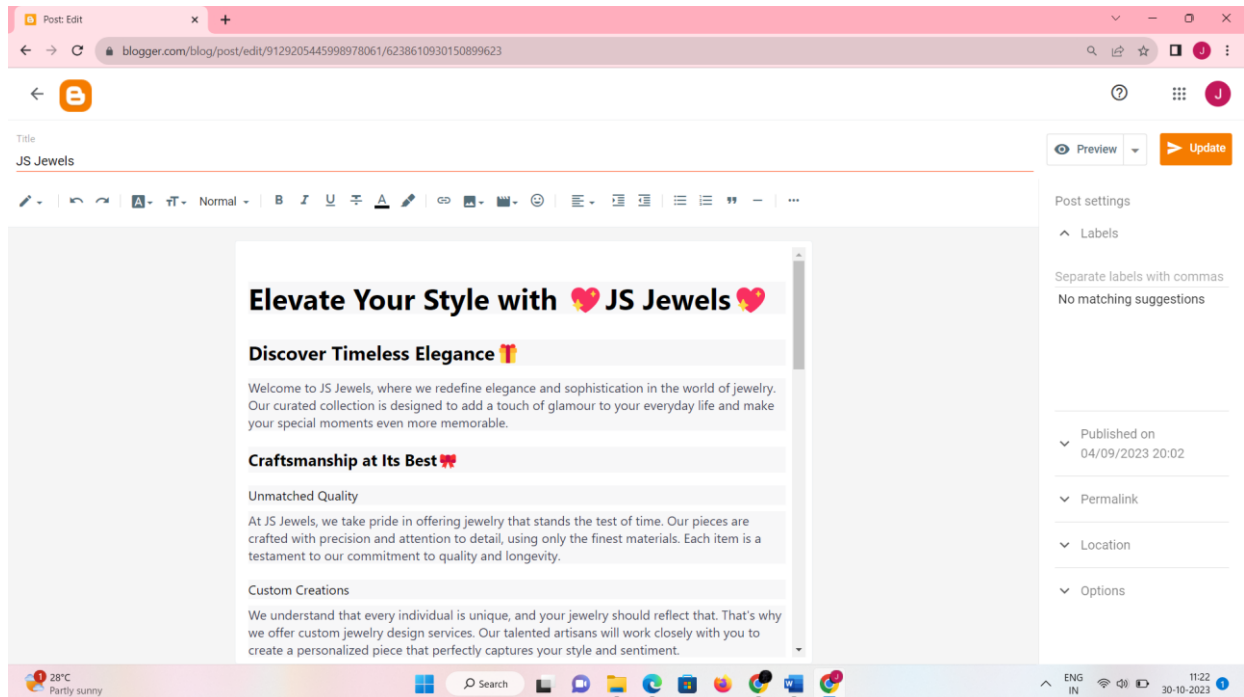 Post: Edit
blogger.com/blog/post/edit/9129205445998978061/6238610930150899623
J
J
Title
JS Jewels
Preview
Update
Normal
B I U A
Post settings
Labels
Separate labels with commas
No matching suggestions
Published on
04/09/2023 20:02
Permalink
Location
Options
Elevate Your Style with 💖JS Jewels💖
Discover Timeless Elegance🎁
Welcome to JS Jewels, where we redefine elegance and sophistication in the world of jewelry.
Our curated collection is designed to add a touch of glamour to your everyday life and make
your special moments even more memorable.
Craftsmanship at Its Best🎀
Unmatched Quality
At JS Jewels, we take pride in offering jewelry that stands the test of time. Our pieces are
crafted with precision and attention to detail, using only the finest materials. Each item is a
testament to our commitment to quality and longevity.
Custom Creations
We understand that every individual is unique, and your jewelry should reflect that. That's why
we offer custom jewelry design services. Our talented artisans will work closely with you to
create a personalized piece that perfectly captures your style and sentiment.
1
28°C
Partly sunny
Search
ENG
IN
11:22
30-10-2023
1